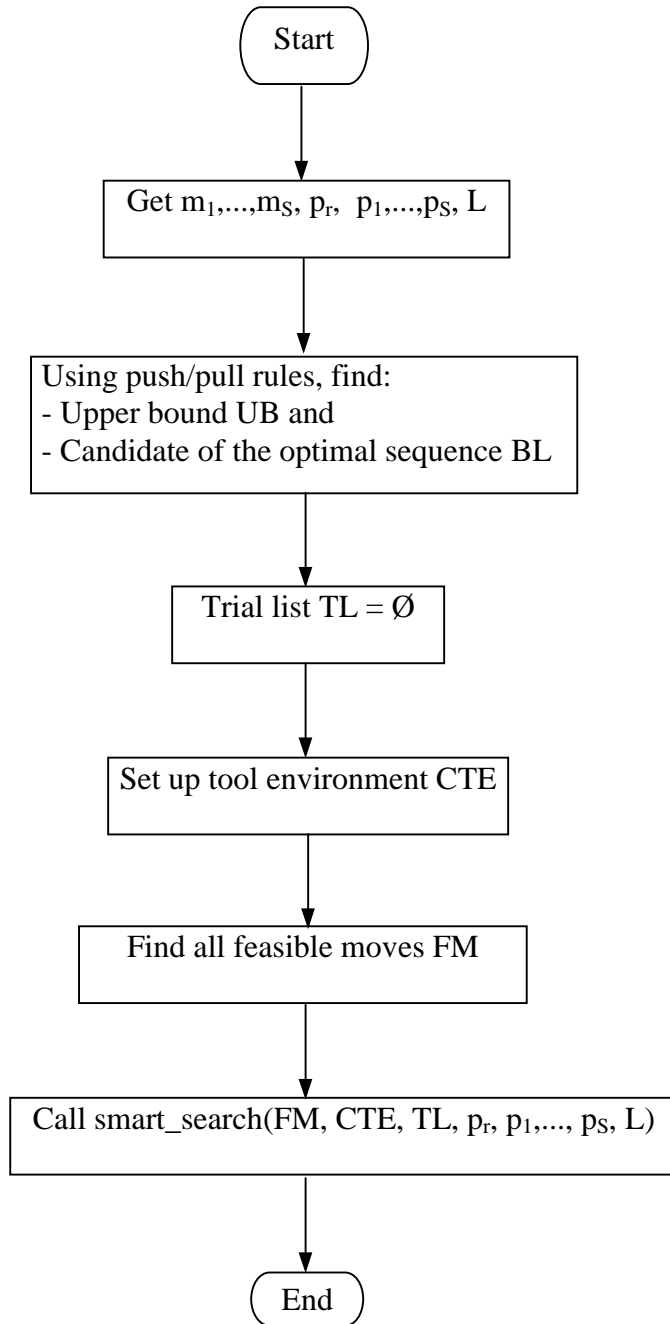 Start
Get m₁,...,mS, pᵣ, p₁,...,pS, L
Using push/pull rules, find:
- Upper bound UB and
- Candidate of the optimal sequence BL
Trial list TL = Ø
Set up tool environment CTE
Find all feasible moves FM
Call smart_search(FM, CTE, TL, pᵣ, p₁,..., pS, L)
End